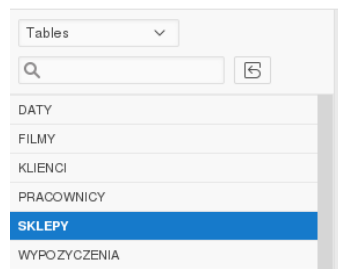 Tables
DATY
FILMY
KLIENCI
PRACOWNICY
SKLEPY
WYPOZYCZENIA